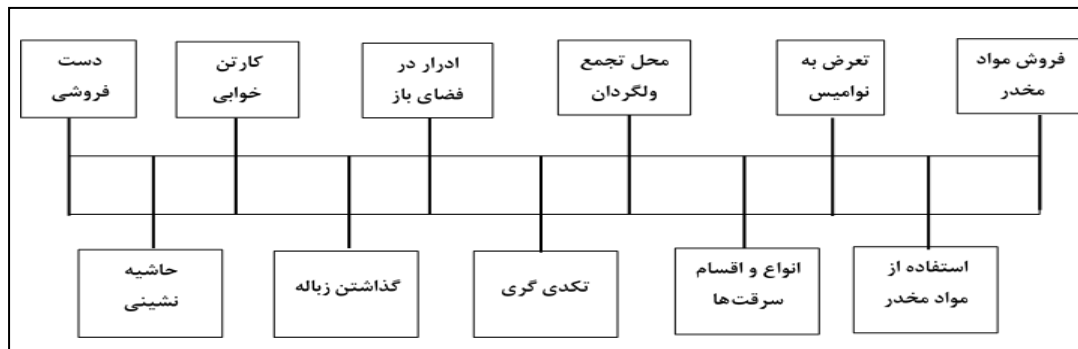 فروش مواد
مخدر
تعرض به
نوامیس
محل تجمع
ولگردان
ادرار در
فضای باز
کارتن
خوابی
دست
فروشی
استفاده از
مواد مخدر
انواع و اقسام
سرقت‌ها
تکدی گری
گذاشتن زباله
حاشیه
نشینی